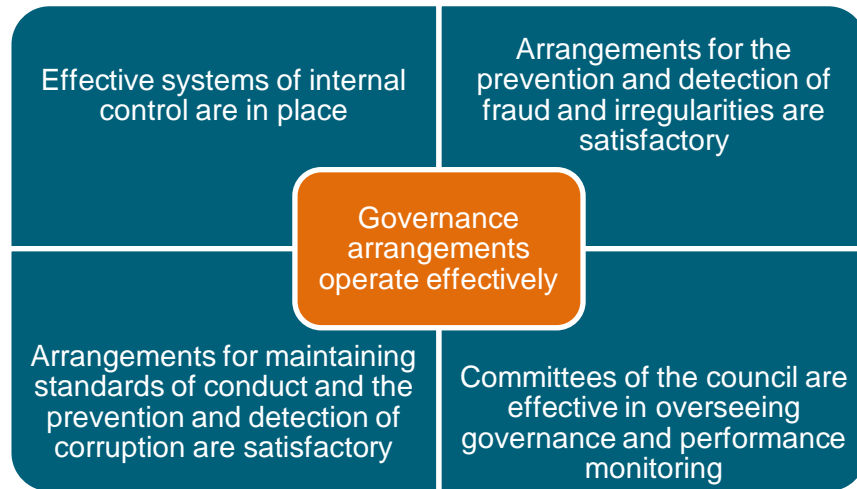 Effective systems of internal
control are in place
Arrangements for the
prevention and detection of
fraud and irregularities are
satisfactory
Governance
arrangements
operate effectively
Arrangements for maintaining
standards of conduct and the
prevention and detection of
corruption are satisfactory
Committees of the council are
effective in overseeing
governance and performance
monitoring